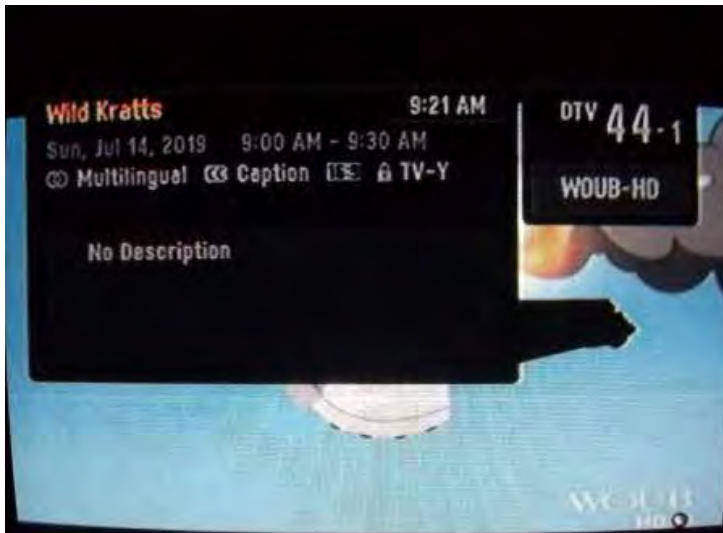 Wild Kratts 9:21 AM
Sun, Jul 14, 2019 9:00 AM - 9:30 AM
Multilingual CC Caption TV-Y
No Description
DTV 44-1
WOUB-HD
WOUB
HD